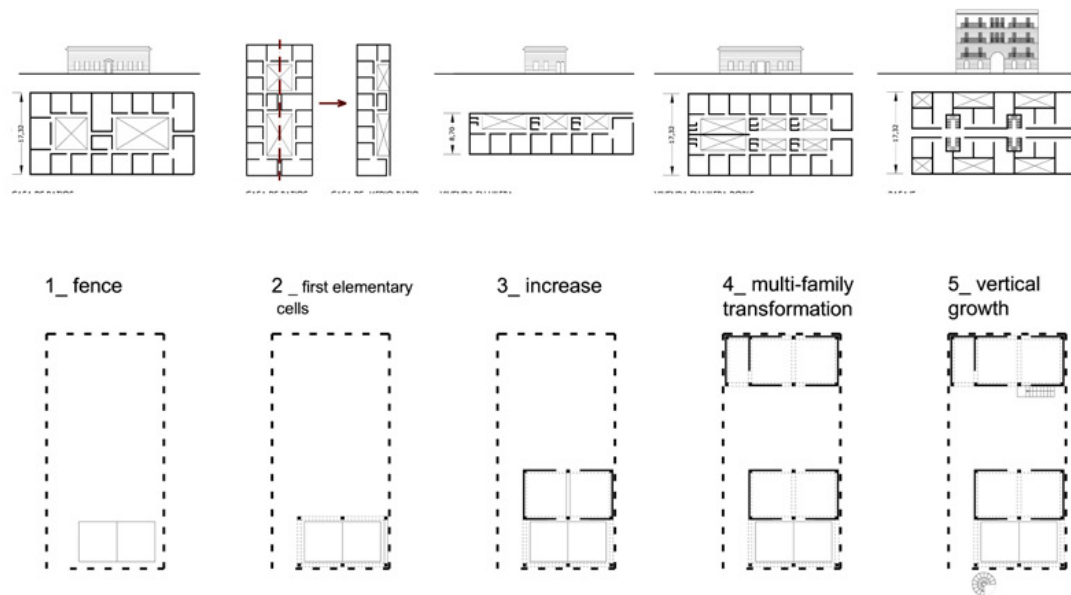 17,32
8,70
17,32
17,32
1_ fence
2 _ first elementary
cells
3_ increase
4_ multi-family
transformation
5_ vertical
growth